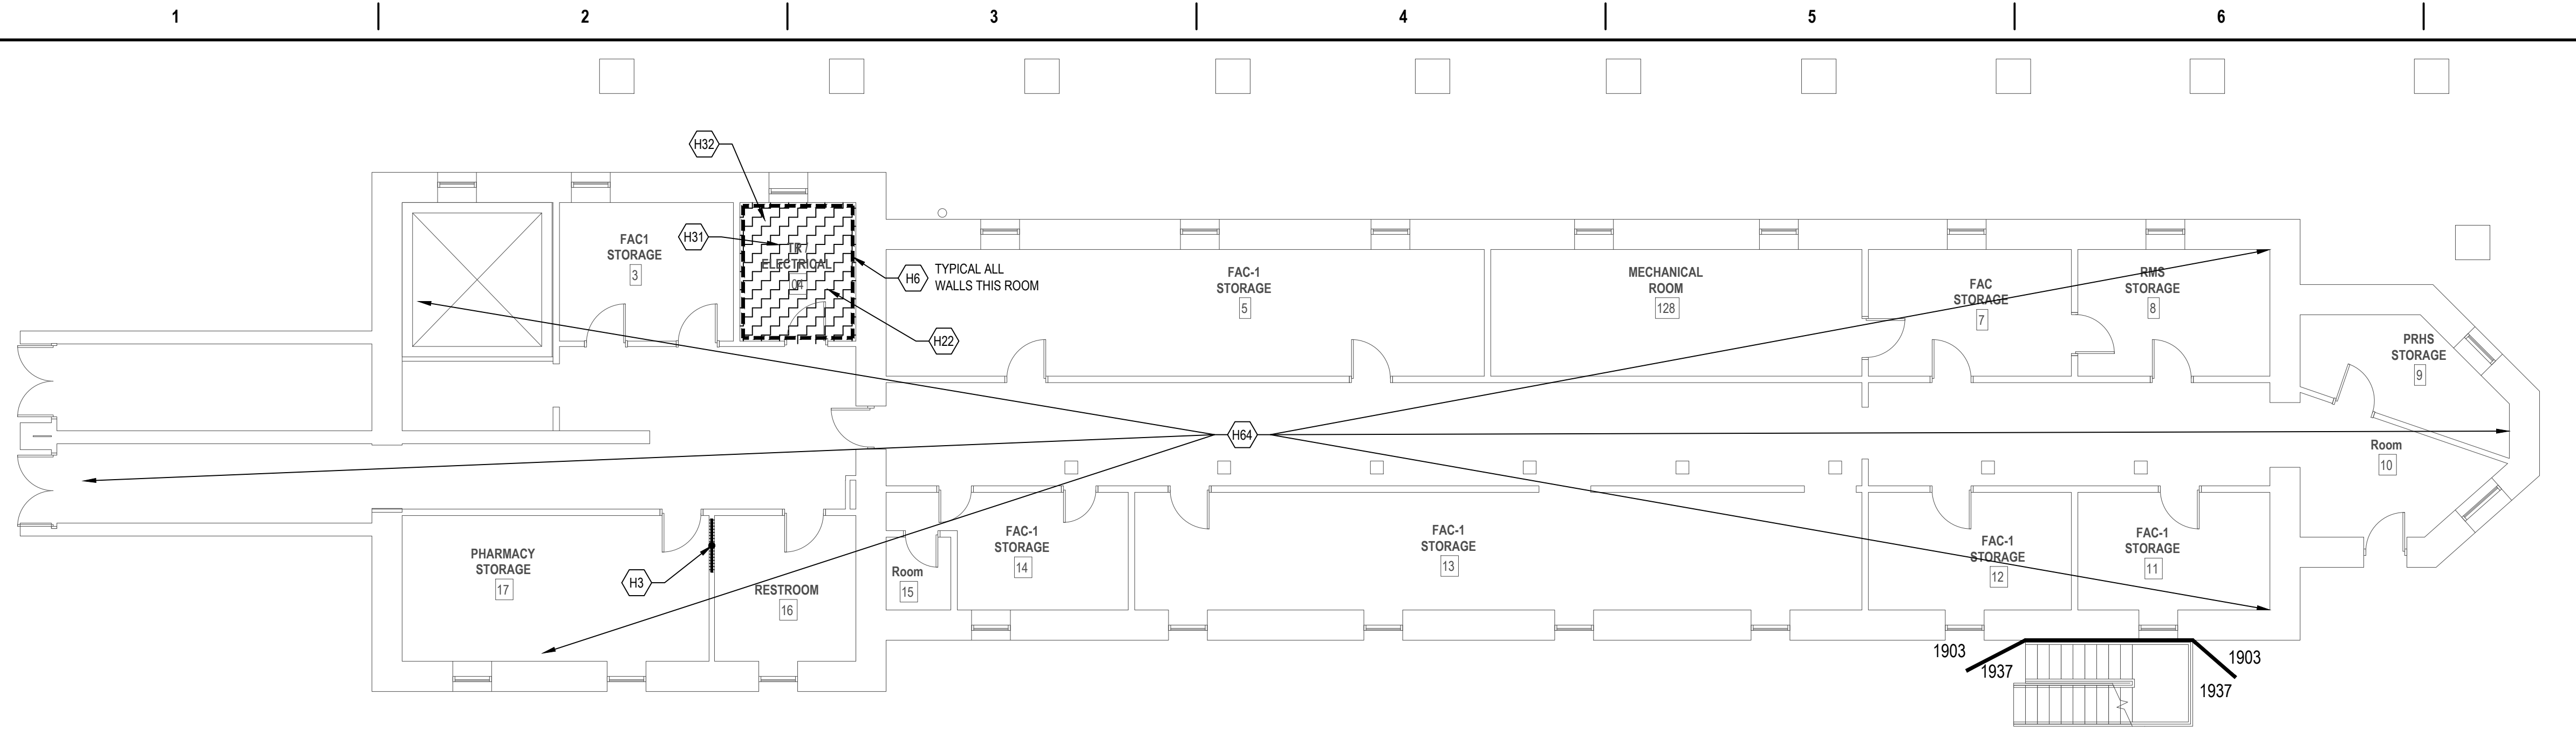 1
2
3
4
5
6
H32
H31
H6
TYPICAL ALL
WALLS THIS ROOM
H22
FAC1
STORAGE
3
ELECTRICAL
04
FAC-1
STORAGE
5
MECHANICAL
ROOM
128
FAC
STORAGE
7
RMS
STORAGE
8
PRHS
STORAGE
9
H64
Room
10
PHARMACY
STORAGE
17
H3
RESTROOM
16
Room
15
FAC-1
STORAGE
14
FAC-1
STORAGE
13
FAC-1
STORAGE
12
FAC-1
STORAGE
11
1903
1937
1903
1937